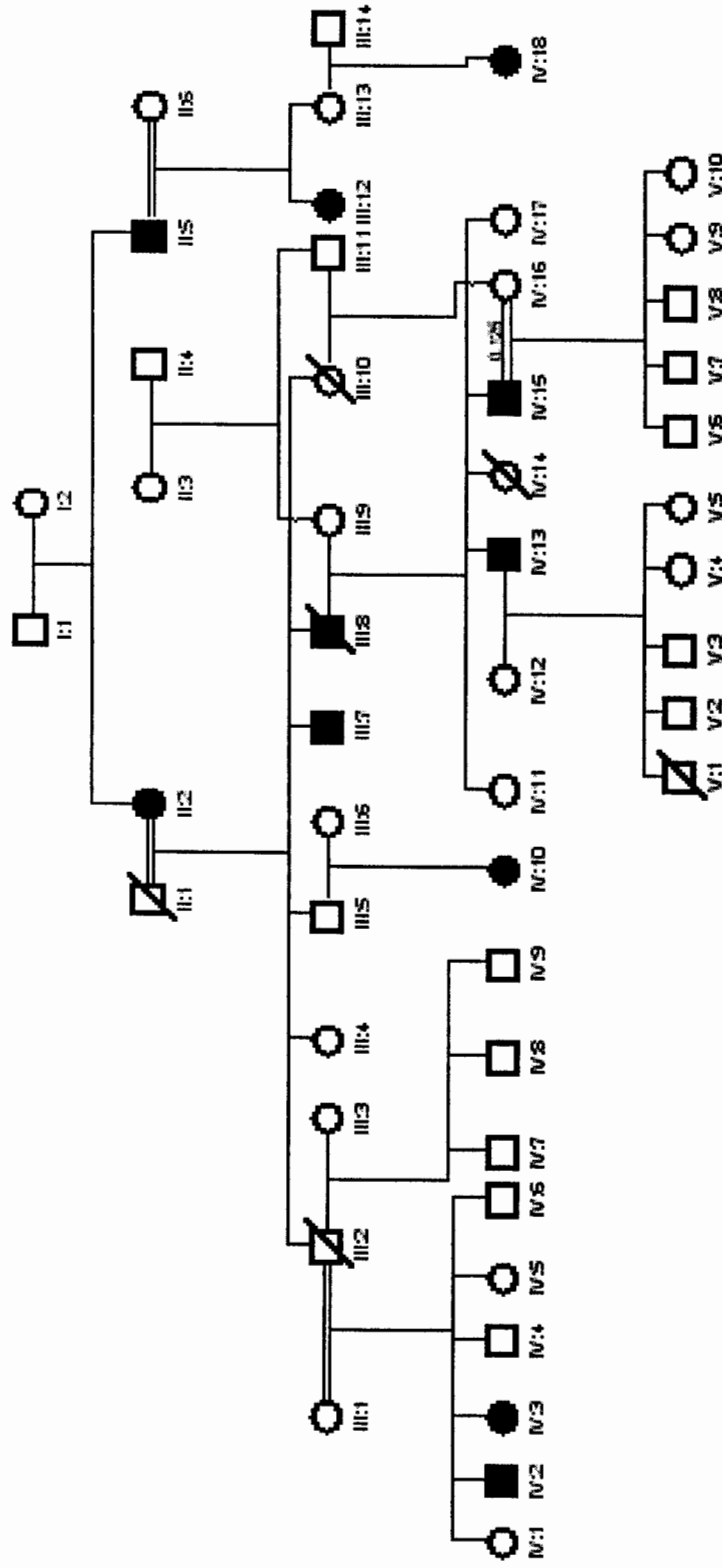 I:1 I:2
II:1 II:2 II:3 II:4 II:5 II:6
III:1 III:2 III:3 III:4 III:5 III:6 III:7 III:8 III:9 III:10 III:11 III:12 III:13 III:14
0.125
IV:1 IV:2 IV:3 IV:4 IV:5 IV:6 IV:7 IV:8 IV:9 IV:10 IV:11 IV:12 IV:13 IV:14 IV:15 IV:16 IV:17 IV:18
V:1 V:2 V:3 V:4 V:5 V:6 V:7 V:8 V:9 V:10